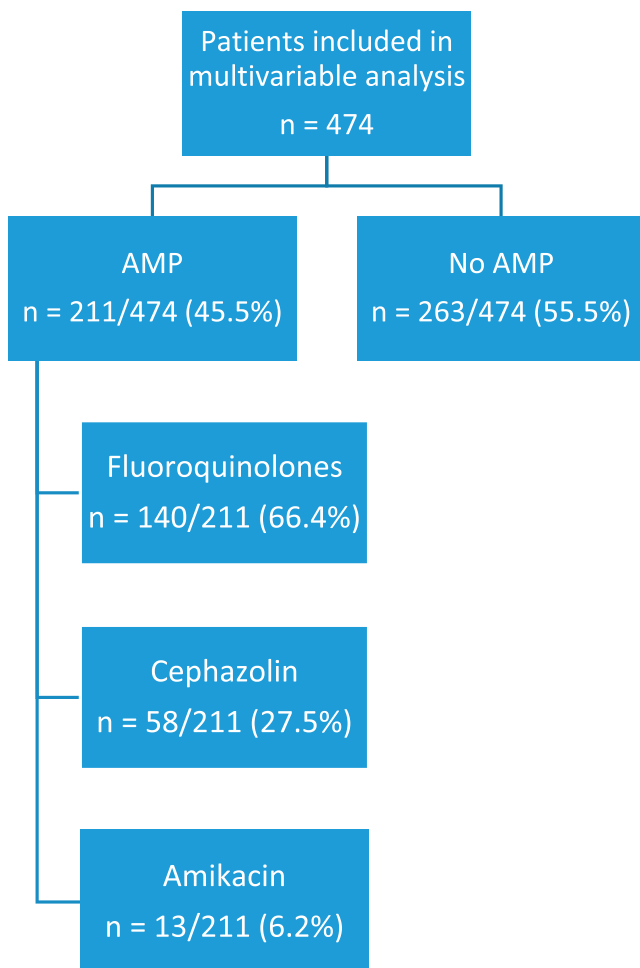 Patients included in
multivariable analysis
n = 474
AMP
n = 211/474 (45.5%)
No AMP
n = 263/474 (55.5%)
Fluoroquinolones
n = 140/211 (66.4%)
Cephazolin
n = 58/211 (27.5%)
Amikacin
n = 13/211 (6.2%)